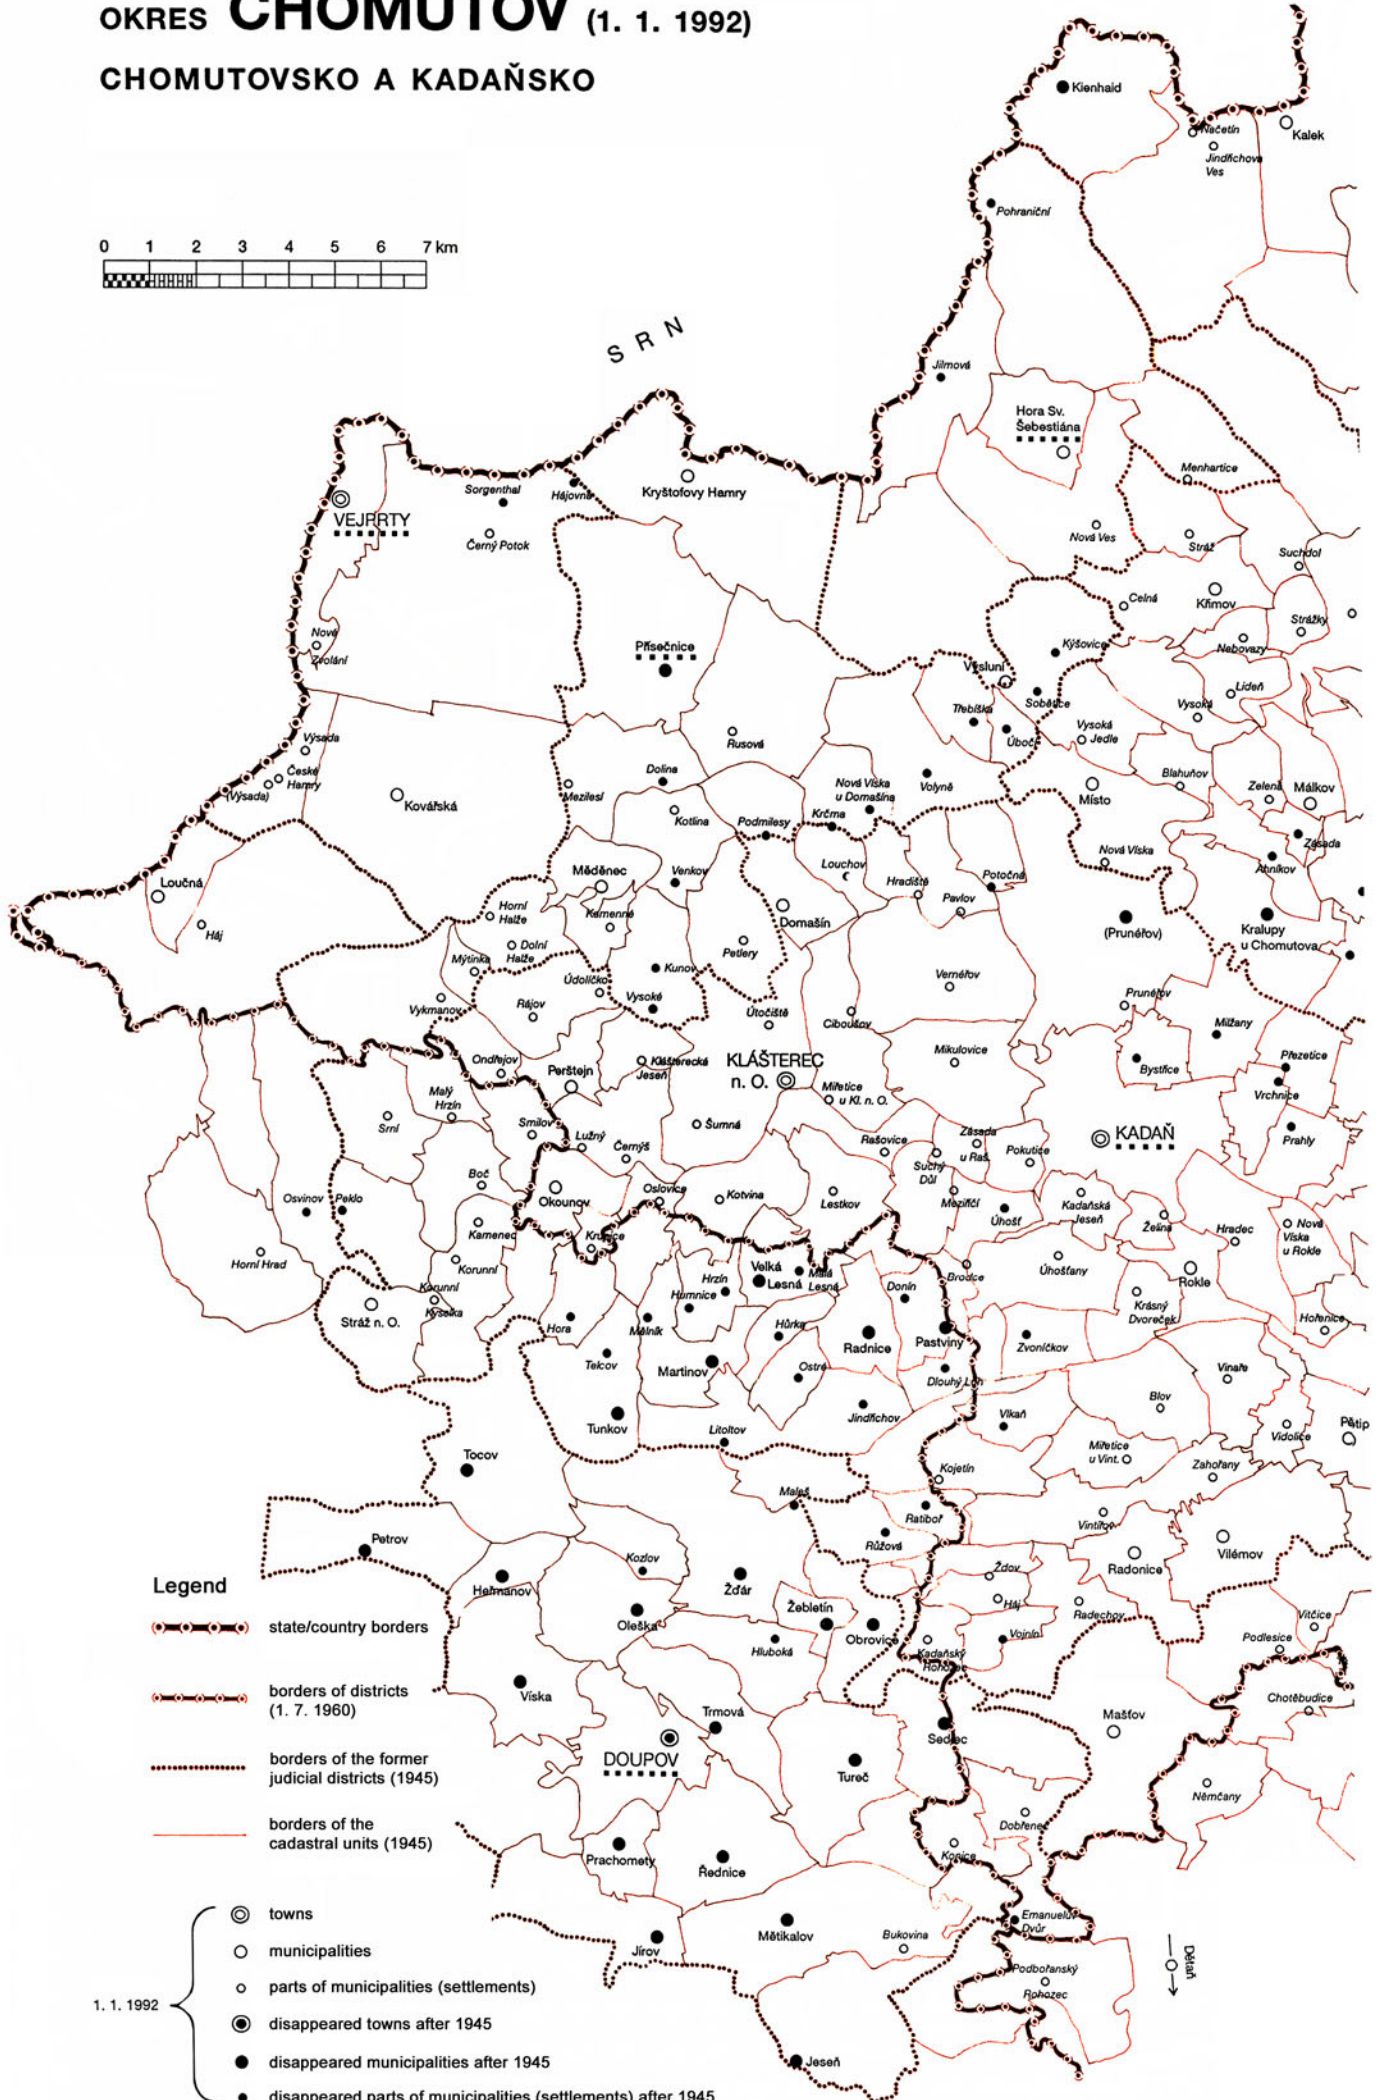 OKRES CHOMUTOV (1. 1. 1992)
CHOMUTOVSKO A KADAŇSKO
0 1 2 3 4 5 6 7 km
S R N
Kienhaid
Načetín
Kalek
Jindřichova
Ves
Pohraniční
Jilmová
Hora Sv.
Šebestiána
Menhartice
Sorgenthal
Hájovna
Kryštofovy Hamry
VEJPRTY
Černý Potok
Nová Ves
Stráž
Suchdol
Celná
Křimov
Strážky
Nové
Zvolání
Přísečnice
Kýšovice
Nebovazy
Výsluní
Sobětice
Lideň
Třebíška
Úbočí
Vysoká
Vysoká
Jedle
Výsada
Rusová
České
Hamry
(Výsada)
Kovářská
Mezilesí
Dolina
Kotlina
Podmilesy
Krčma
Nová Víska
u Domašína
Volyně
Místo
Blahuňov
Zelená
Málkov
Zásada
Ahníkov
Nová Víska
Loučná
Háj
Měděnec
Venkov
Louchov
Hradiště
Pavlov
Potočná
Horní
Halže
Kamenné
Domašín
(Prunéřov)
Kralupy
u Chomutova
Dolní
Halže
Mýtinka
Petlery
Kunov
Údolíčko
Vysoké
Vernéřov
Vykmanov
Rájov
Útočiště
Ciboušov
Prunéřov
Milžany
Ondřejov
Perštejn
Klášterecká
Jeseň
KLÁŠTEREC
n. O.
Mikulovice
Bystřice
Přezetice
Vrchnice
Malý
Hrzín
Miřetice
u Kl. n. O.
Srní
Smilov
Lužný
Černýš
Šumná
Rašovice
Zásada
u Raš.
Pokutice
KADAŇ
Prahly
Suchý
Důl
Boč
Okounov
Oslovice
Kotvina
Lestkov
Meziříčí
Úhošť
Kadaňská
Jeseň
Želina
Hradec
Nová
Víska
u Rokle
Osvinov
Peklo
Kamenec
Krupice
Horní Hrad
Korunní
Korunní
Kyselka
Velká
Lesná
Malá
Lesná
Hrzín
Humnice
Donín
Brodce
Úhošťany
Rokle
Krásný
Dvoreček
Hořenice
Stráž n. O.
Hora
Mělník
Hůrka
Radnice
Pastviny
Zvoníčkov
Telcov
Martinov
Ostré
Dlouhý Luh
Vinaře
Tunkov
Jindřichov
Vlkaň
Blov
Litoltov
Miřetice
u Vint.
Vidolice
Pětip
Tocov
Kojetín
Zahořany
Maleš
Ratiboř
Vintířov
Petrov
Růžová
Radonice
Vilémov
Kozlov
Heřmanov
Žďár
Ždov
Oleška
Žebletín
Háj
Radechov
Obrovice
Vojnín
Vitčice
Hluboká
Kadaňský
Rohozec
Podlesice
Víska
Chotěbudice
Trmová
Sedlec
Mašťov
DOUPOV
Tureč
Němčany
Dobřenec
Prachomety
Řednice
Konice
Emanuelův
Dvůr
Mětikalov
Bukovina
Jírov
Podbořanský
Rohozec
Dětaň
Jeseň
Legend
state/country borders
borders of districts
(1. 7. 1960)
borders of the former
judicial districts (1945)
borders of the
cadastral units (1945)
1. 1. 1992
towns
municipalities
parts of municipalities (settlements)
disappeared towns after 1945
disappeared municipalities after 1945
disappeared parts of municipalities (settlements) after 1945